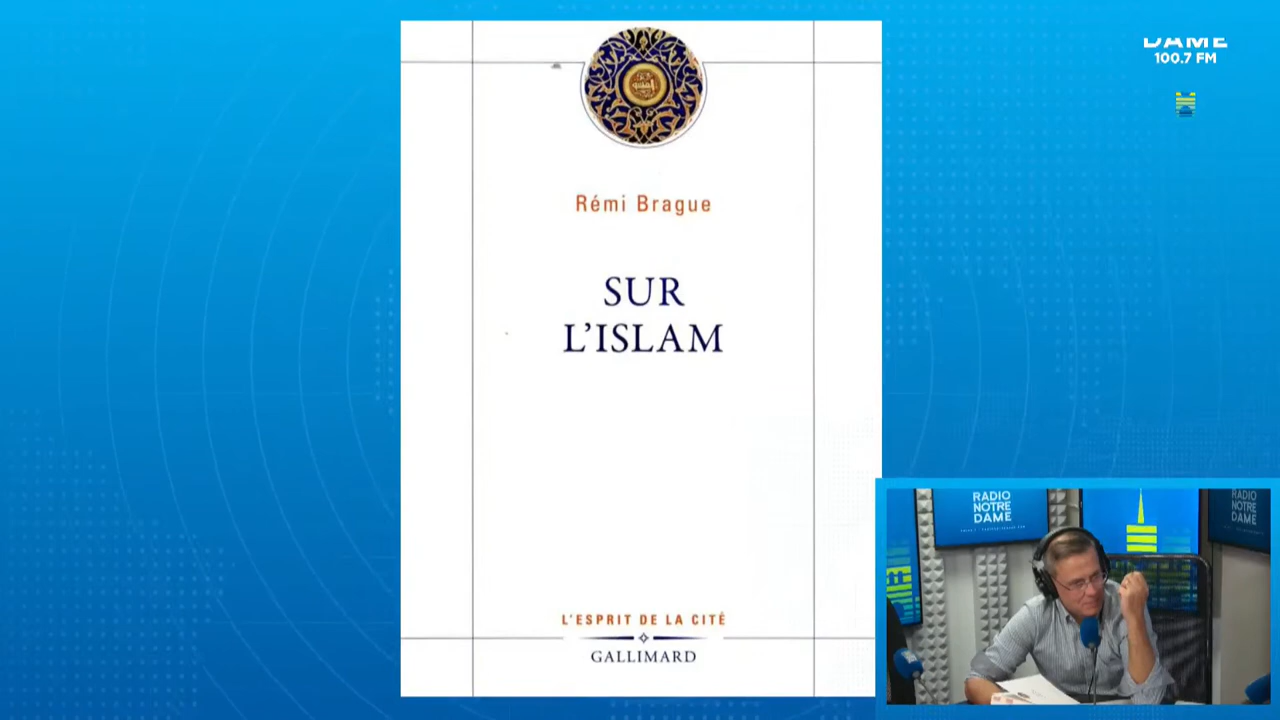 DAME
100.7 FM
Rémi Brague
SUR
L’ISLAM
L’ESPRIT DE LA CITÉ
GALLIMARD
RADIO
NOTRE
DAME
RADIO
NOTRE
DAME